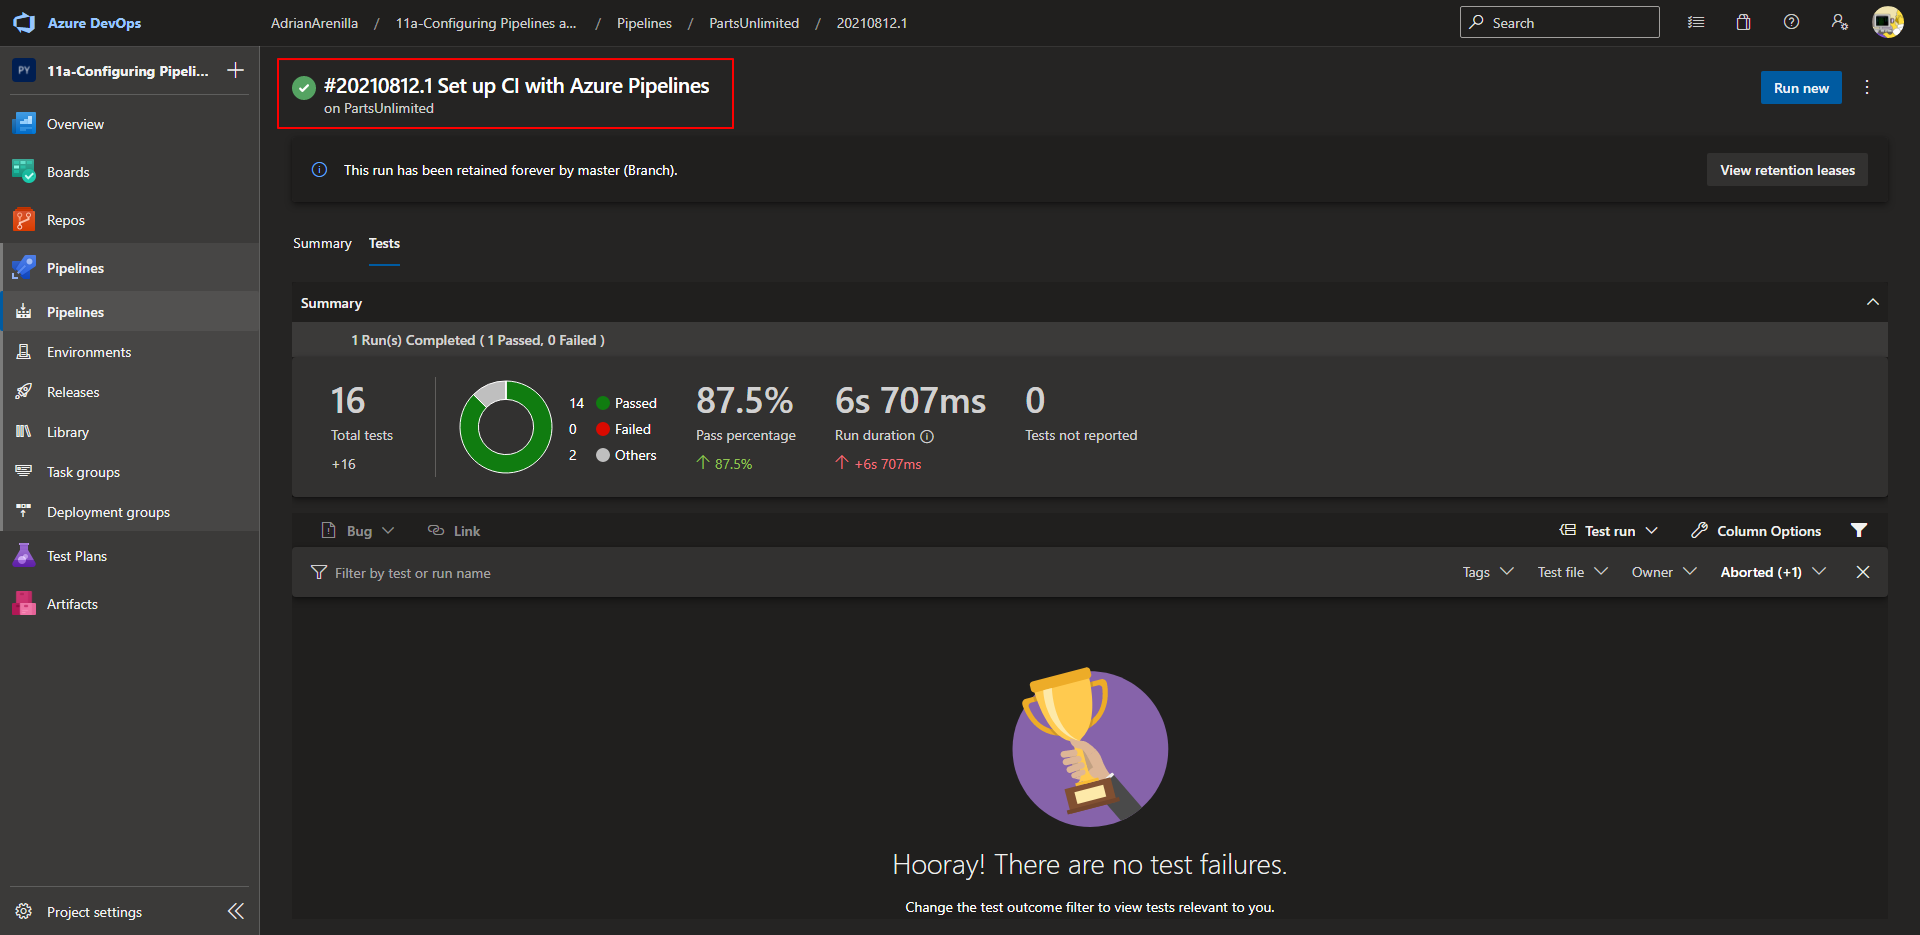 Azure DevOps
AdrianArenilla / 11a-Configuring Pipelines a... / Pipelines / PartsUnlimited / 20210812.1
Search
PY 11a-Configuring Pipeli...
Overview
Boards
Repos
Pipelines
Pipelines
Environments
Releases
Library
Task groups
Deployment groups
Test Plans
Artifacts
Project settings
#20210812.1 Set up CI with Azure Pipelines
on PartsUnlimited
Run new
This run has been retained forever by master (Branch).
View retention leases
Summary Tests
Summary
1 Run(s) Completed ( 1 Passed, 0 Failed )
16
Total tests
+16
14 Passed
0 Failed
2 Others
87.5%
Pass percentage
87.5%
6s 707ms
Run duration
+6s 707ms
0
Tests not reported
Bug Link Test run Column Options
Filter by test or run name Tags Test file Owner Aborted (+1)
Hooray! There are no test failures.
Change the test outcome filter to view tests relevant to you.